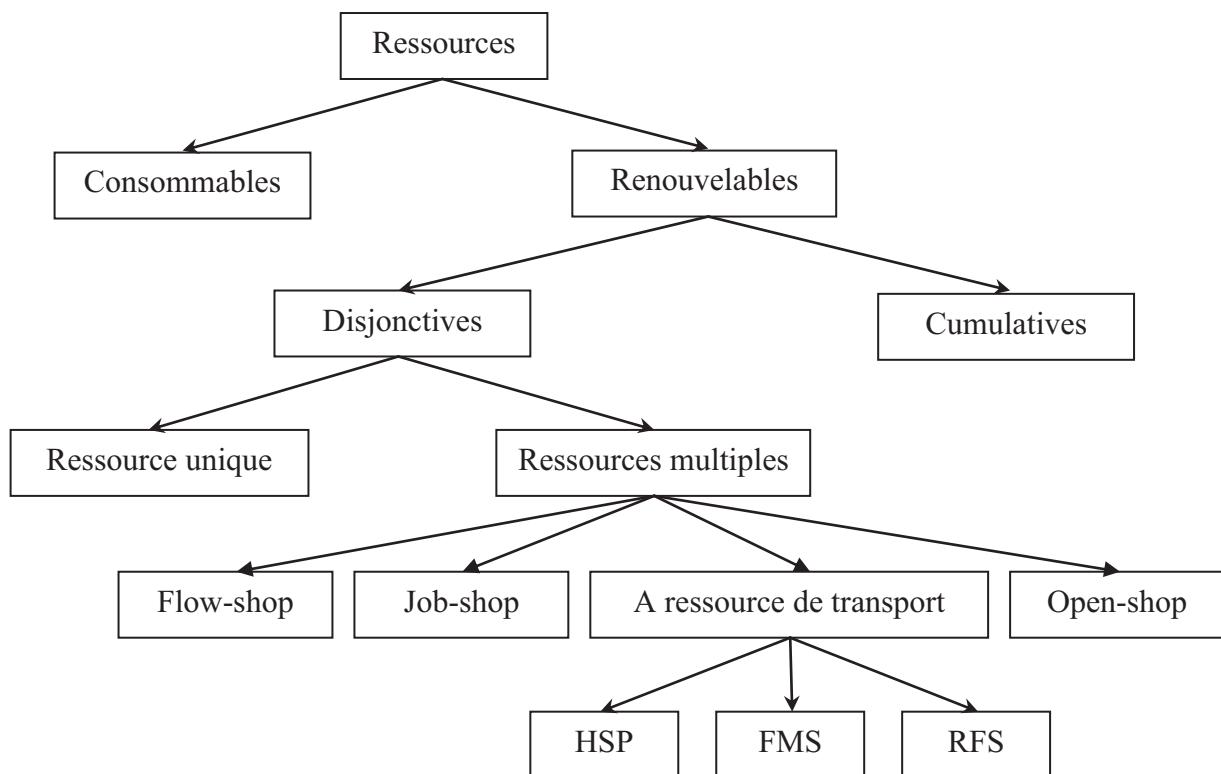 Ressources
Consommables
Renouvelables
Disjonctives
Cumulatives
Ressource unique
Ressources multiples
Flow-shop
Job-shop
A ressource de transport
Open-shop
HSP
FMS
RFS